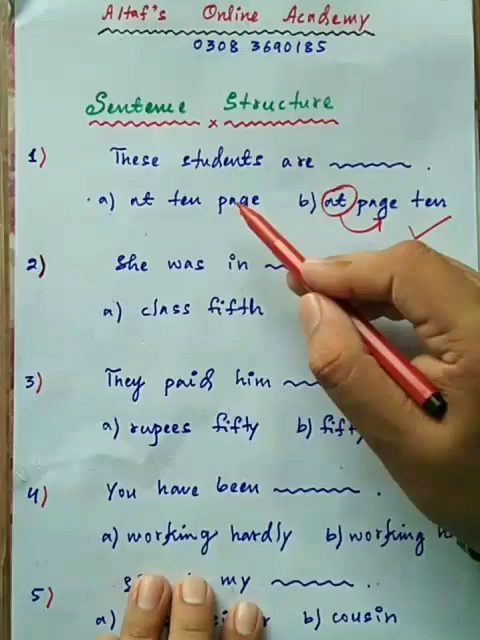 Altaf's Online Academy
0308 3690185
Sentence Structure
1) These students are .
a) at ten page b) at page ten
2) She was in
a) class fifth
3) They paid him
a) rupees fifty b)
4) You have been .
a) working hardly b) working
5) my .
a) b) cousin